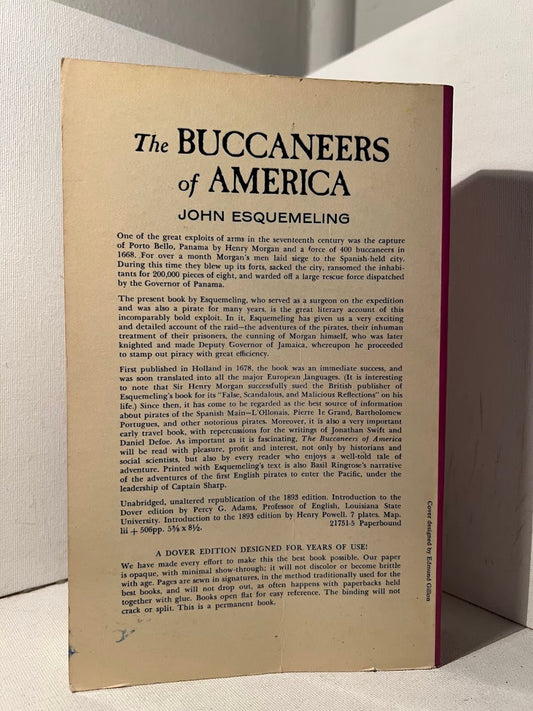 The BUCCANEERS
of AMERICA
JOHN ESQUEMELING
One of the great exploits of arms in the seventeenth century was the capture
of Porto Bello, Panama by Henry Morgan and a force of 400 buccaneers in
1668. For over a month Morgan's men laid siege to the Spanish-held city.
During this time they blew up its forts, sacked the city, ransomed the inhabi-
tants for 200,000 pieces of eight, and warded off a large rescue force dispatched
by the Governor of Panama.
The present book by Esquemeling, who served as a surgeon on the expedition
and was also a pirate for many years, is the great literary account of this
incomparably bold exploit. In it, Esquemeling has given us a very exciting
and detailed account of the raid—the adventures of the pirates, their inhuman
treatment of their prisoners, the cunning of Morgan himself, who was later
knighted and made Deputy Governor of Jamaica, whereupon he proceeded
to stamp out piracy with great efficiency.
First published in Holland in 1678, the book was an immediate success, and
was soon translated into all the major European languages. (It is interesting
to note that Sir Henry Morgan successfully sued the British publisher of
Esquemeling's book for its "False, Scandalous, and Malicious Reflections" on his
life.) Since then, it has come to be regarded as the best source of information
about pirates of the Spanish Main—L'Ollonais, Pierre le Grand, Bartholomew
Portugues, and other notorious pirates. Moreover, it is also a very important
early travel book, with repercussions for the writings of Jonathan Swift and
Daniel Defoe. As important as it is fascinating, The Buccaneers of America
will be read with pleasure, profit and interest, not only by historians and
social scientists, but also by every reader who enjoys a well-told tale of
adventure. Printed with Esquemeling's text is also Basil Ringrose's narrative
of the adventures of the first English pirates to enter the Pacific, under the
leadership of Captain Sharp.
Unabridged, unaltered republication of the 1893 edition. Introduction to the
Dover edition by Percy G. Adams, Professor of English, Louisiana State
University. Introduction to the 1893 edition by Henry Powell. 7 plates. Map.
lii + 506pp. 5⅜ x 8½. 21751-5 Paperbound
A DOVER EDITION DESIGNED FOR YEARS OF USE!
We have made every effort to make this the best book possible. Our paper
is opaque, with minimal show-through; it will not discolor or become brittle
with age. Pages are sewn in signatures, in the method traditionally used for the
best books, and will not drop out, as often happens with paperbacks held
together with glue. Books open flat for easy reference. The binding will not
crack or split. This is a permanent book.
Cover designed by Edmund Gillon